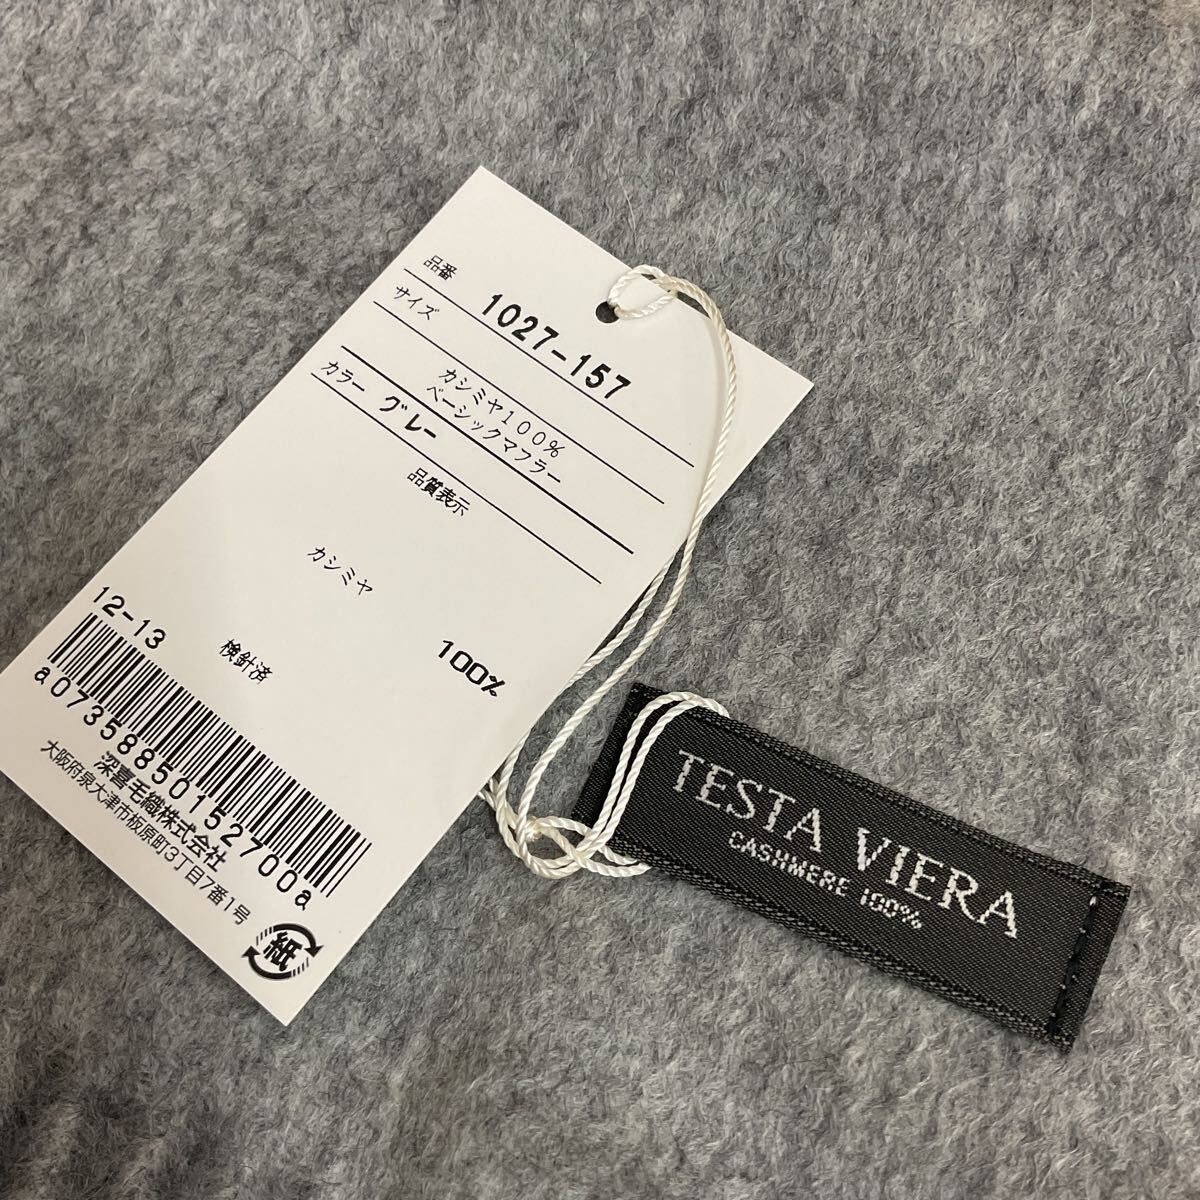 品番
1027-157
サイズ
カシミヤ100%
ベーシックマフラー
カラー グレー
品質表示
カシミヤ
100%
12-13
検針済
a0735885015270 0a
深喜毛織株式会社
大阪府泉大津市板原町3丁目7番1号
紙
TESTA VIERA
CASHMERE 100%